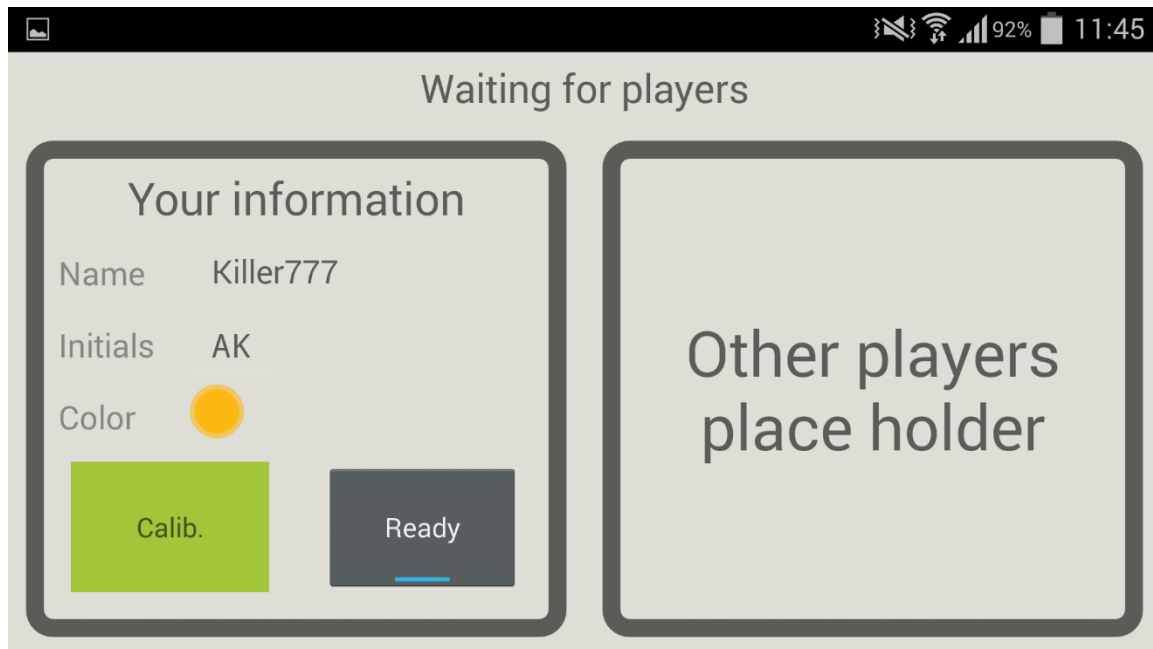 92% 11:45
Waiting for players
Your information
Name Killer777
Initials AK
Color
Calib. Ready
Other players
place holder